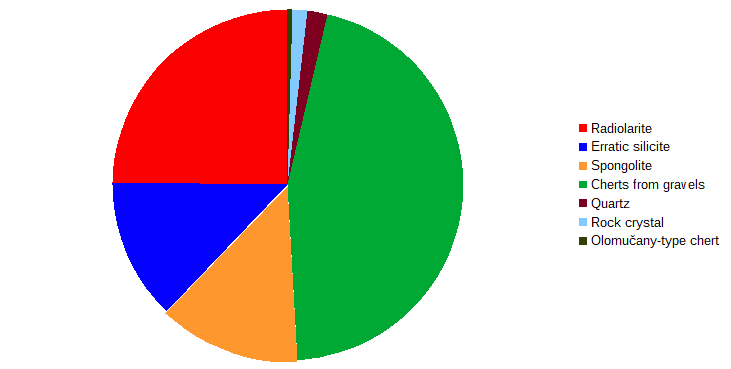 Radiolarite
Erratic silicite
Spongolite
Cherts from gravels
Quartz
Rock crystal
Olomučany-type chert